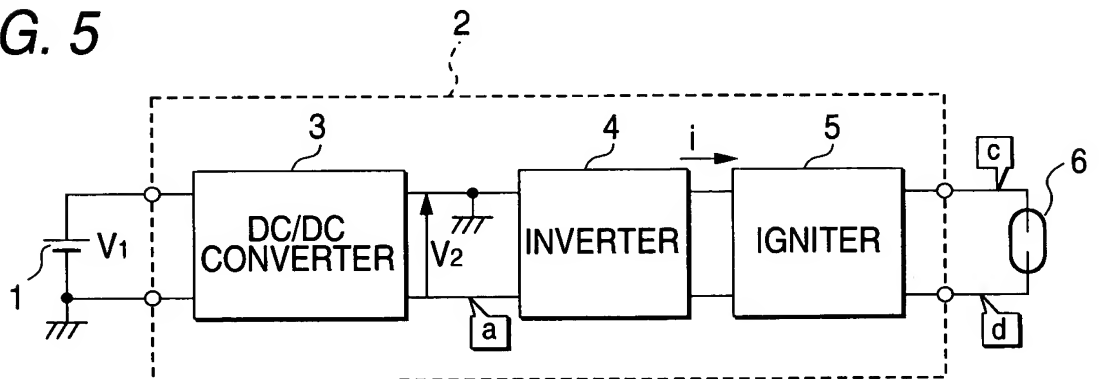 G. 5
2
3
4
i
5
c
6
DC/DC
CONVERTER
INVERTER
IGNITER
V1
V2
1
a
d